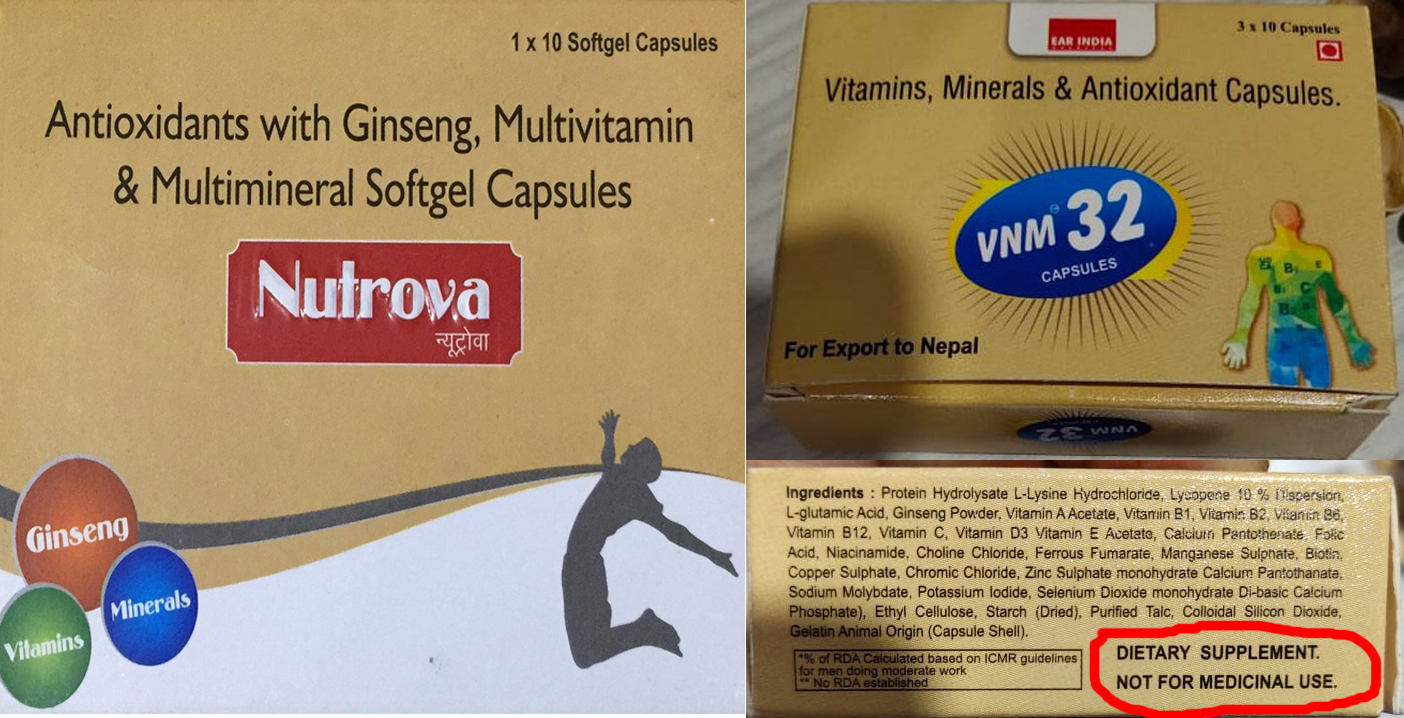 1 x 10 Softgel Capsules
Antioxidants with Ginseng, Multivitamin
& Multimineral Softgel Capsules
Nutrova
न्यूट्रोवा
Ginseng
Minerals
Vitamins
EAR INDIA
3 x 10 Capsules
Vitamins, Minerals & Antioxidant Capsules.
VNM 32
CAPSULES
For Export to Nepal
VNM 32
Ingredients : Protein Hydrolysate L-Lysine Hydrochloride, Lycopene 10 % Dispersion,
L-glutamic Acid, Ginseng Powder, Vitamin A Acetate, Vitamin B1, Vitamin B2, Vitamin B6,
Vitamin B12, Vitamin C, Vitamin D3 Vitamin E Acetate, Calcium Pantothenate, Folic
Acid, Niacinamide, Choline Chloride, Ferrous Fumarate, Manganese Sulphate, Biotin,
Copper Sulphate, Chromic Chloride, Zinc Sulphate monohydrate Calcium Pantothanate,
Sodium Molybdate, Potassium Iodide, Selenium Dioxide monohydrate Di-basic Calcium
Phosphate), Ethyl Cellulose, Starch (Dried), Purified Talc, Colloidal Silicon Dioxide,
Gelatin Animal Origin (Capsule Shell).
*% of RDA Calculated based on ICMR guidelines
for men doing moderate work
** No RDA established
DIETARY SUPPLEMENT.
NOT FOR MEDICINAL USE.